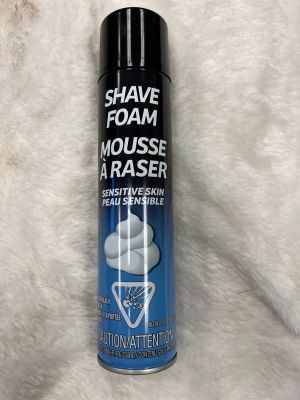 SHAVE
FOAM
MOUSSE
À RASER
SENSITIVE SKIN
PEAU SENSIBLE
CAUTION/ATTENTION